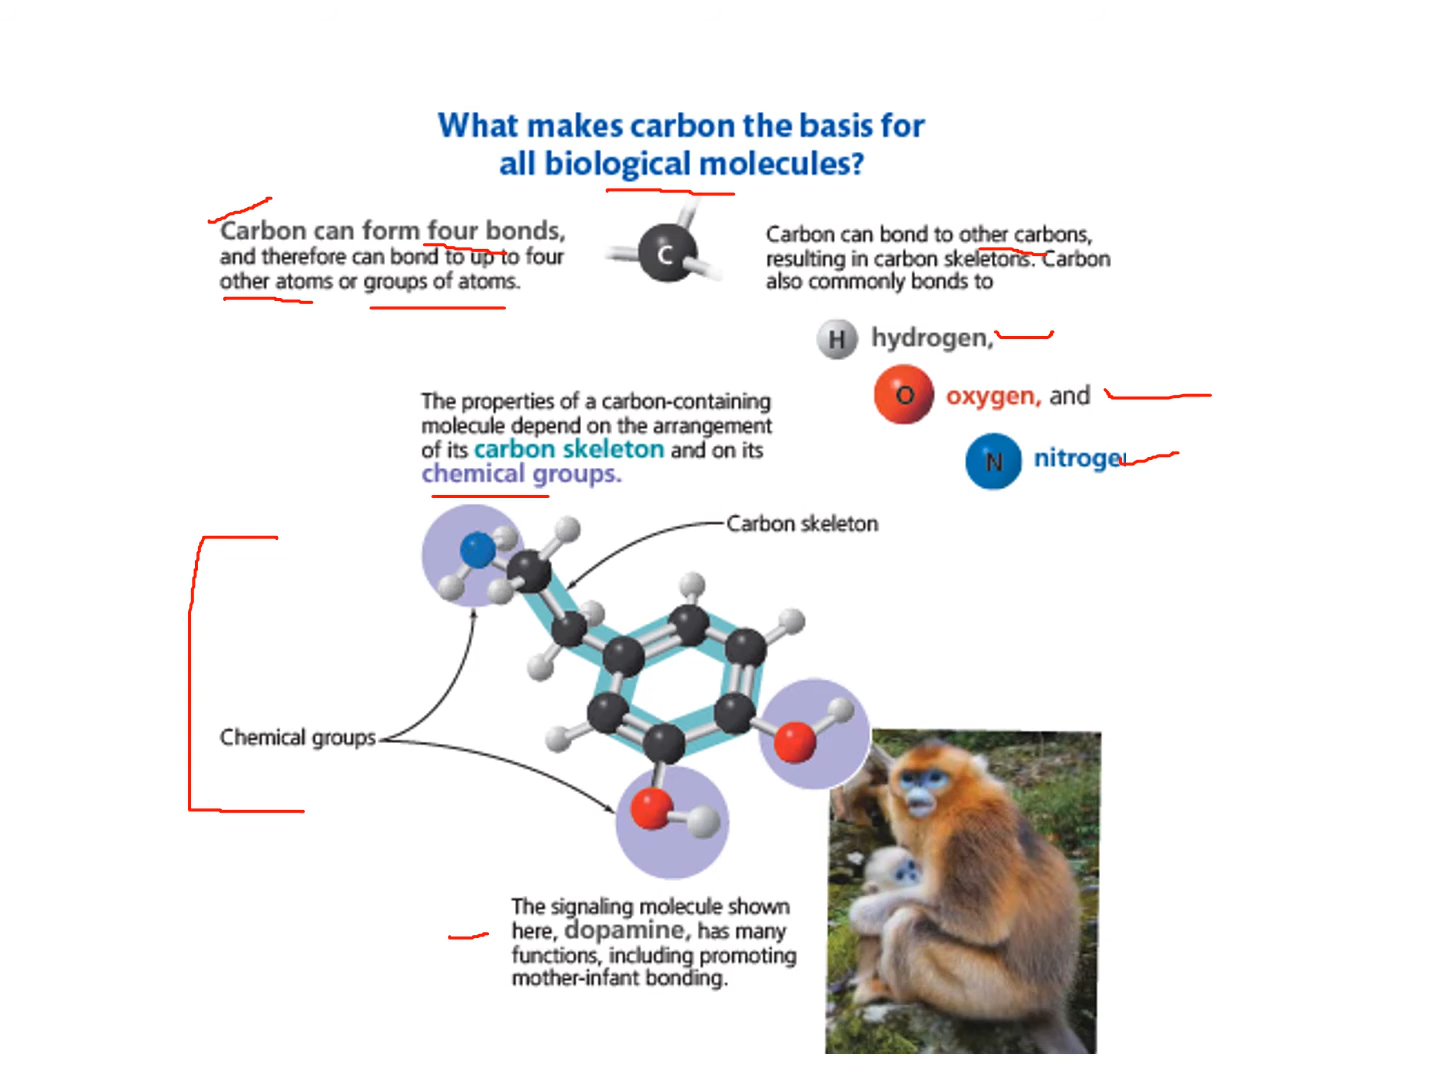 What makes carbon the basis for
all biological molecules?
Carbon can form four bonds,
and therefore can bond to up to four
other atoms or groups of atoms.
C
Carbon can bond to other carbons,
resulting in carbon skeletons. Carbon
also commonly bonds to
H hydrogen,
O oxygen, and
N nitroge
The properties of a carbon-containing
molecule depend on the arrangement
of its carbon skeleton and on its
chemical groups.
Carbon skeleton
Chemical groups
The signaling molecule shown
here, dopamine, has many
functions, including promoting
mother-infant bonding.